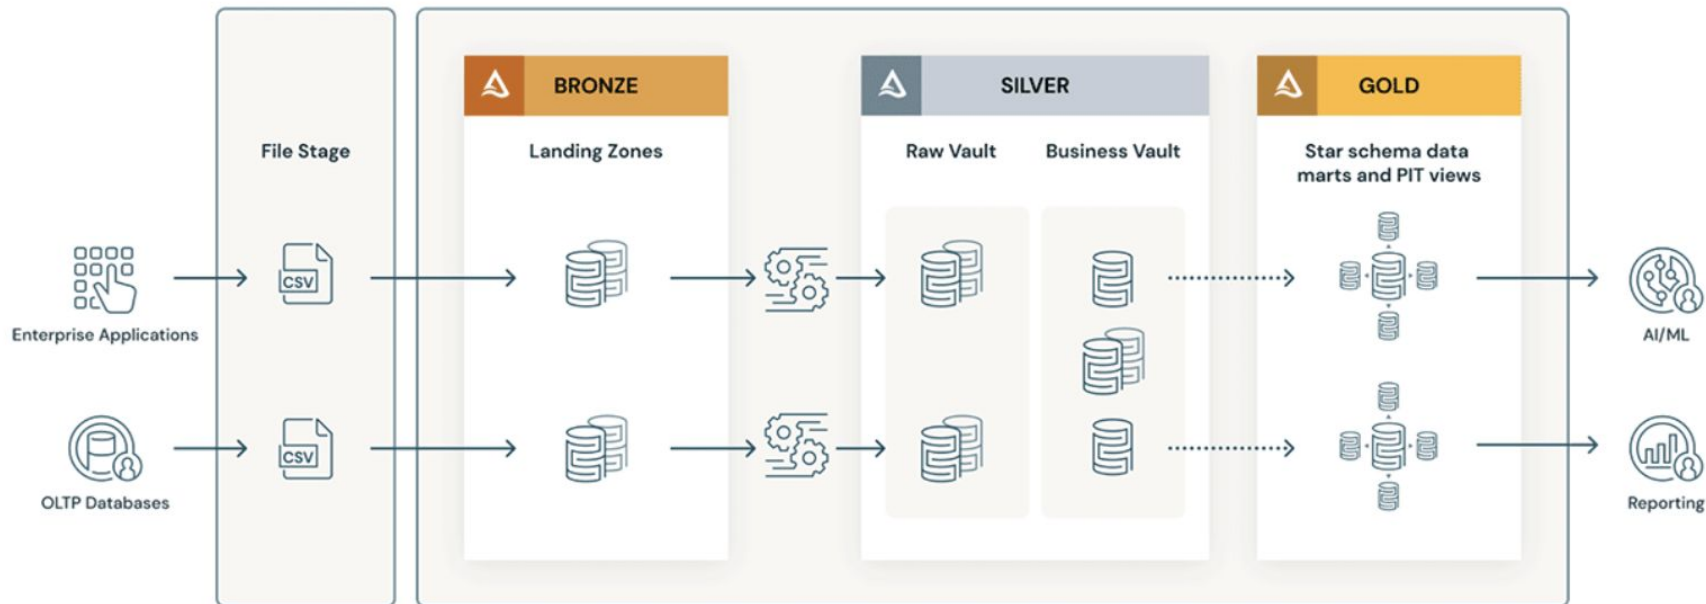 BRONZE
SILVER
GOLD
File Stage
Landing Zones
Raw Vault
Business Vault
Star schema data
marts and PIT views
CSV
Enterprise Applications
AI/ML
CSV
OLTP Databases
Reporting